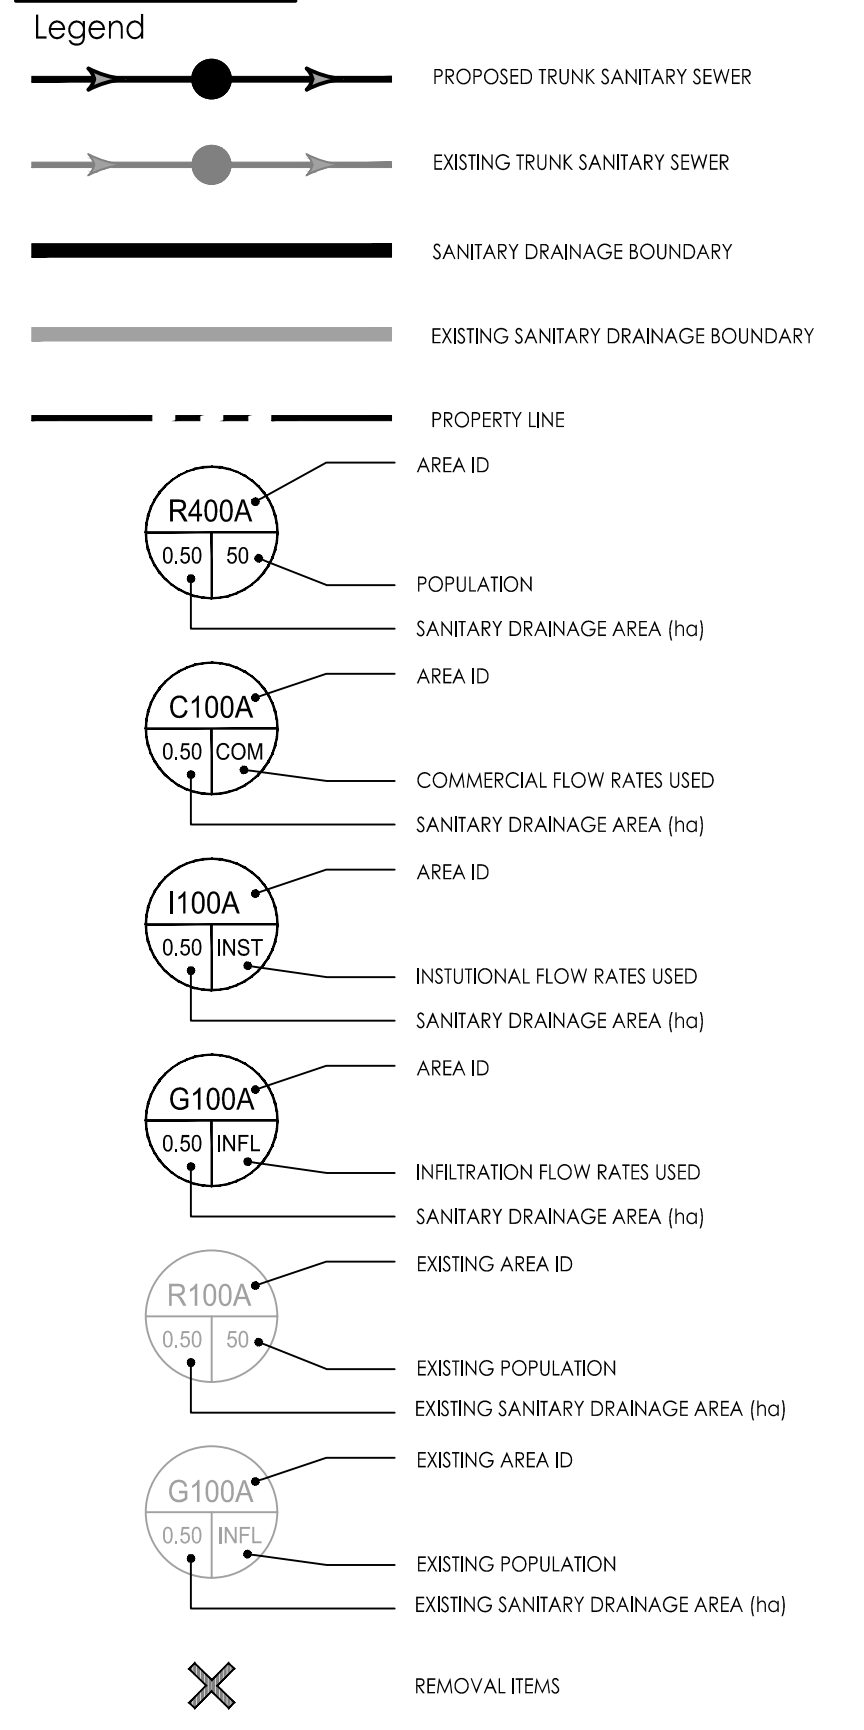 Legend
PROPOSED TRUNK SANITARY SEWER
EXISTING TRUNK SANITARY SEWER
SANITARY DRAINAGE BOUNDARY
EXISTING SANITARY DRAINAGE BOUNDARY
PROPERTY LINE
AREA ID
R400A
0.50 50
POPULATION
SANITARY DRAINAGE AREA (ha)
AREA ID
C100A
0.50 COM
COMMERCIAL FLOW RATES USED
SANITARY DRAINAGE AREA (ha)
AREA ID
I100A
0.50 INST
INSTUTIONAL FLOW RATES USED
SANITARY DRAINAGE AREA (ha)
AREA ID
G100A
0.50 INFL
INFILTRATION FLOW RATES USED
SANITARY DRAINAGE AREA (ha)
EXISTING AREA ID
R100A
0.50 50
EXISTING POPULATION
EXISTING SANITARY DRAINAGE AREA (ha)
EXISTING AREA ID
G100A
0.50 INFL
EXISTING POPULATION
EXISTING SANITARY DRAINAGE AREA (ha)
REMOVAL ITEMS